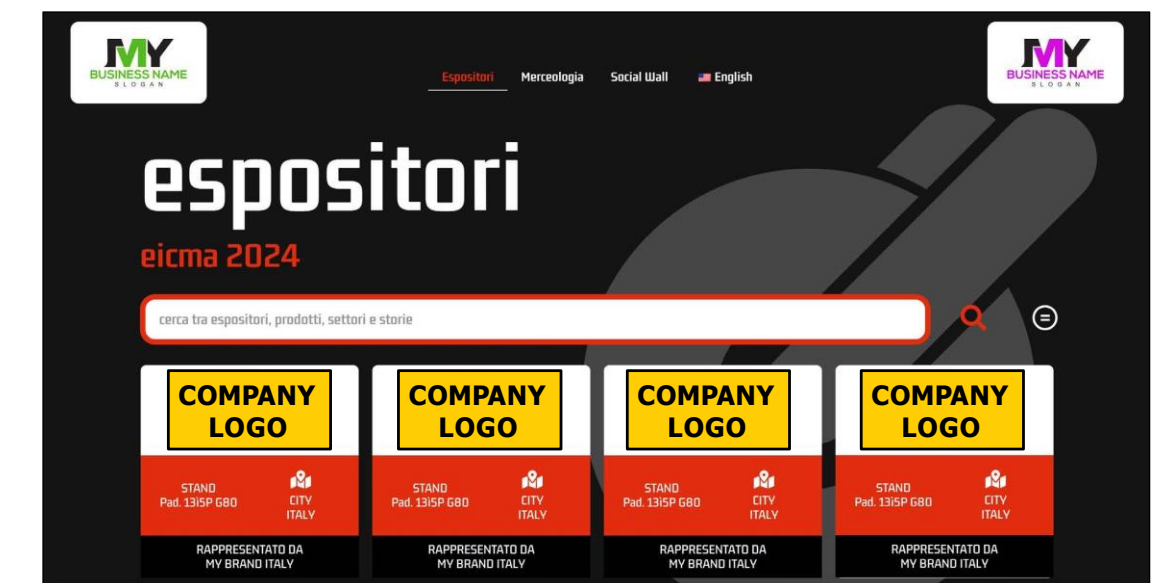 MY
BUSINESS NAME
SLOGAN
Espositori Merceologia Social Wall English
MY
BUSINESS NAME
SLOGAN
espositori
eicma 2024
cerca tra espositori, prodotti, settori e storie
COMPANY
LOGO
STAND
Pad. 13i5P G80
CITY
ITALY
RAPPRESENTATO DA
MY BRAND ITALY
COMPANY
LOGO
STAND
Pad. 13i5P G80
CITY
ITALY
RAPPRESENTATO DA
MY BRAND ITALY
COMPANY
LOGO
STAND
Pad. 13i5P G80
CITY
ITALY
RAPPRESENTATO DA
MY BRAND ITALY
COMPANY
LOGO
STAND
Pad. 13i5P G80
CITY
ITALY
RAPPRESENTATO DA
MY BRAND ITALY